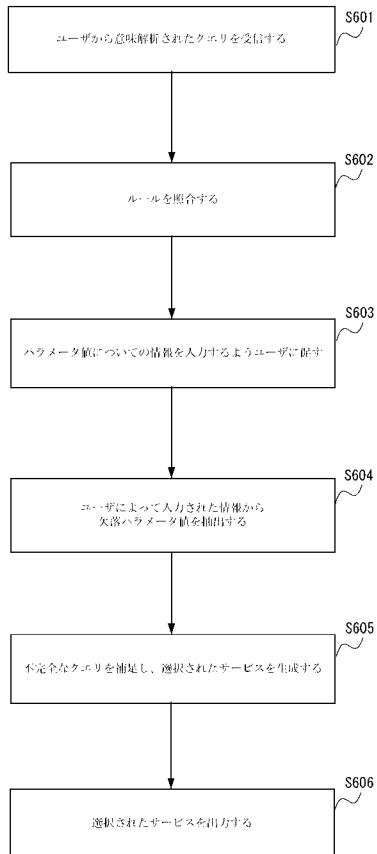 S601
ユーザから意味解析されたクエリを受信する
S602
ルールを照合する
S603
パラメータ値についての情報を入力するようユーザに促す
S604
ユーザによって入力された情報から
欠落パラメータ値を抽出する
S605
不完全なクエリを補足し、選択されたサービスを生成する
S606
選択されたサービスを出力する